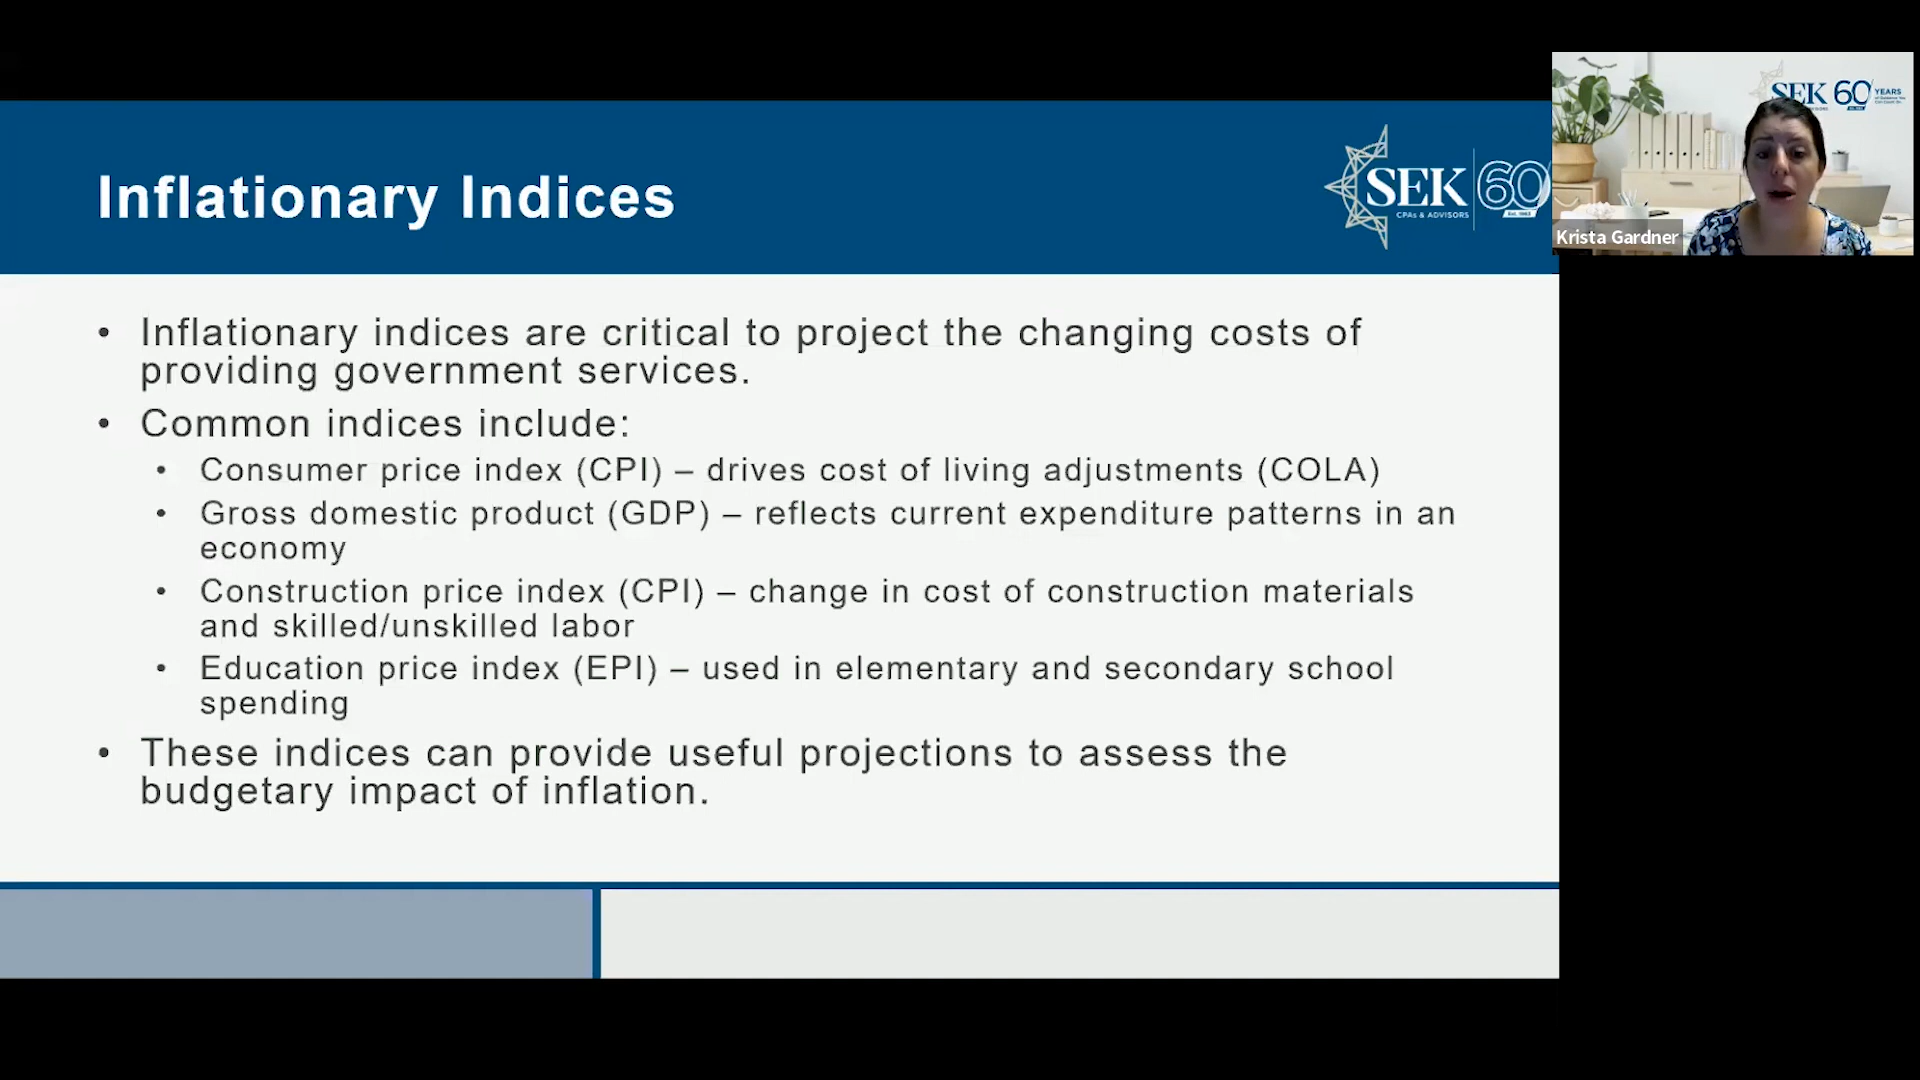 Inflationary Indices
SEK 60
CPAs & ADVISORS
Est. 1963
SEK 60 YEARS
Krista Gardner
• Inflationary indices are critical to project the changing costs of
providing government services.
• Common indices include:
• Consumer price index (CPI) – drives cost of living adjustments (COLA)
• Gross domestic product (GDP) – reflects current expenditure patterns in an
economy
• Construction price index (CPI) – change in cost of construction materials
and skilled/unskilled labor
• Education price index (EPI) – used in elementary and secondary school
spending
• These indices can provide useful projections to assess the
budgetary impact of inflation.